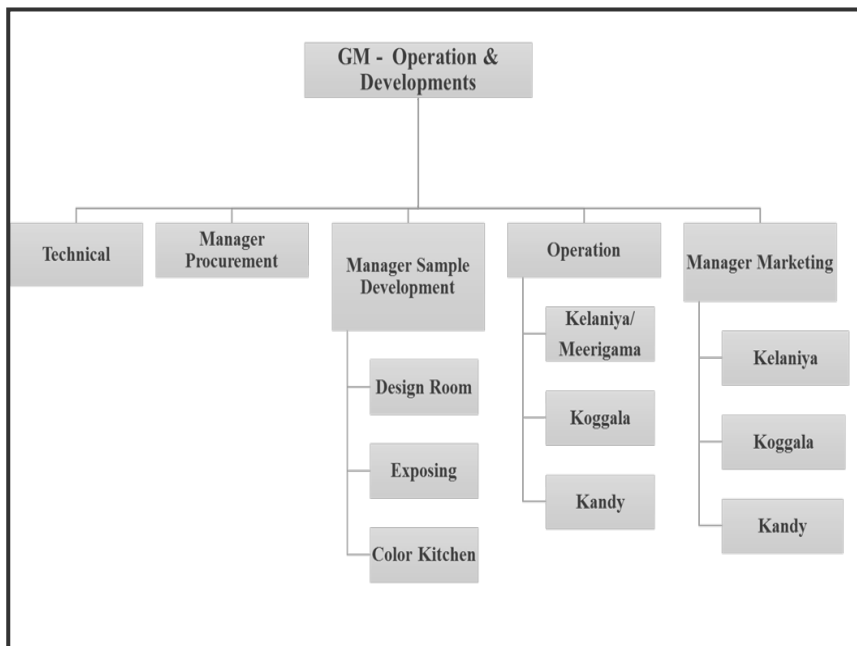 GM - Operation &
Developments
Technical
Manager
Procurement
Manager Sample
Development
Operation
Manager Marketing
Design Room
Exposing
Color Kitchen
Kelaniya/
Meerigama
Koggala
Kandy
Kelaniya
Koggala
Kandy